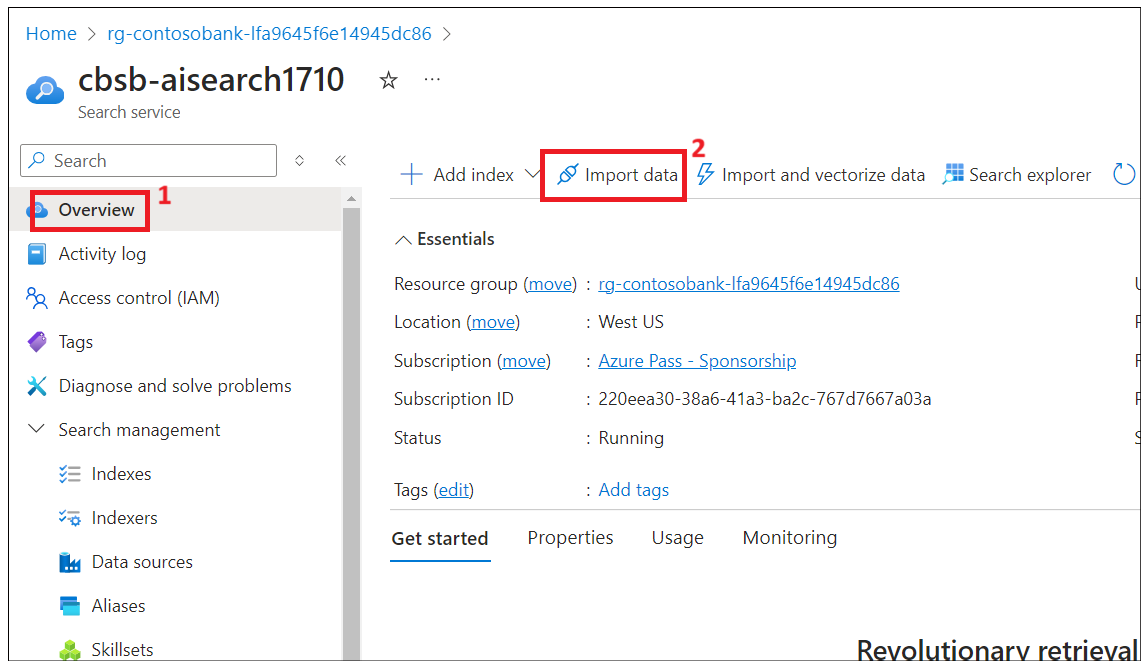 Home > rg-contosobank-lfa9645f6e14945dc86 >
cbsb-aisearch1710
Search service
Search
Overview
1
Activity log
Access control (IAM)
Tags
Diagnose and solve problems
Search management
Indexes
Indexers
Data sources
Aliases
Skillsets
Add index
Import data
2
Import and vectorize data
Search explorer
Essentials
Resource group (move) : rg-contosobank-lfa9645f6e14945dc86
Location (move) : West US
Subscription (move) : Azure Pass - Sponsorship
Subscription ID : 220eea30-38a6-41a3-ba2c-767d7667a03a
Status : Running
Tags (edit) : Add tags
Get started Properties Usage Monitoring
Revolutionary retrieval